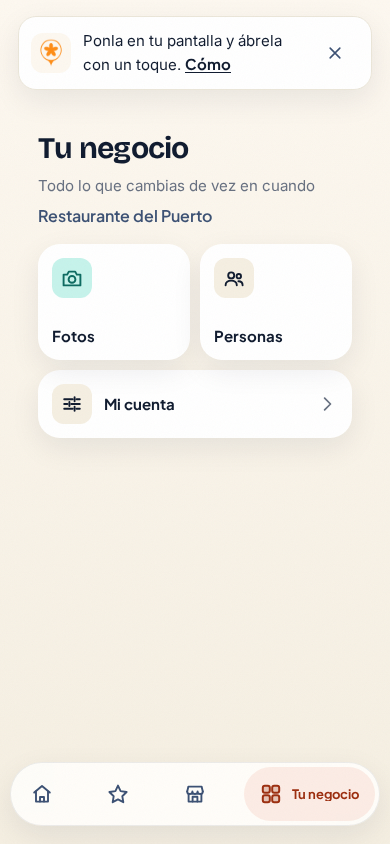 Ponla en tu pantalla y ábrela
con un toque. Cómo
Tu negocio
Todo lo que cambias de vez en cuando
Restaurante del Puerto
Fotos
Personas
Mi cuenta
Tu negocio